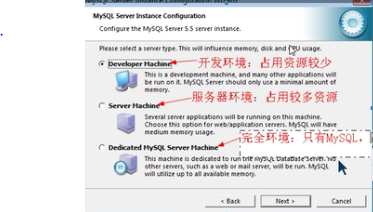 MySQL Server Instance Configuration
Configure the MySQL Server 5.5 server instance.
Please select a server type. This will influence memory, disk and CPU usage.
Developer Machine 开发环境：占用资源较少
This is a development machine, and many other applications will
be run on it. MySQL Server should only use a minimal amount of
memory.
Server Machine 服务器环境：占用较多资源
Several server applications will be running on this machine.
Choose this option for web/application servers. MySQL will have
medium memory usage.
Dedicated MySQL Server Machine 完全环境：只有MySQL，
This machine is dedicated to run the MySQL Database Server. No
other servers, such as a web or mail server, will be run. MySQL
will utilize up to all available memory.
< Back Next > Cancel